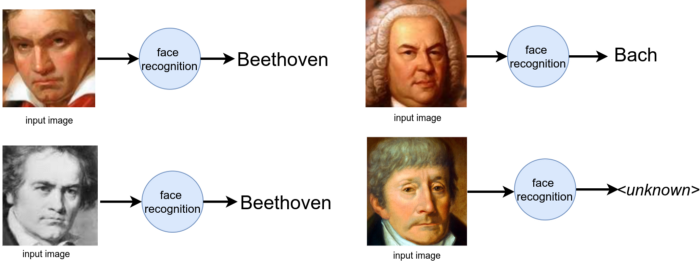 face
recognition
Beethoven
input image
face
recognition
Bach
input image
face
recognition
Beethoven
input image
face
recognition
<unknown>
input image